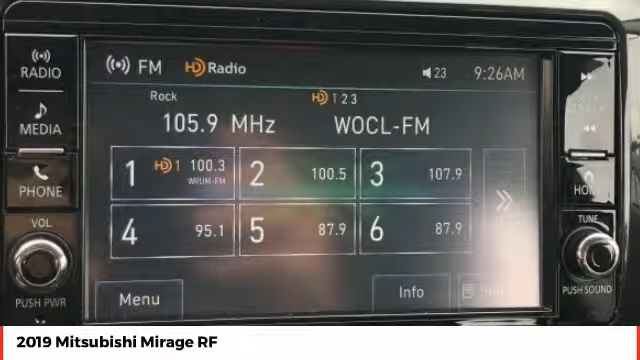 RADIO
MEDIA
PHONE
VOL
PUSH PWR
FM HD Radio 23 9:26AM
Rock HD 1 2 3
105.9 MHz WOCL-FM
1 HD 1 100.3 WRUM-FM 2 100.5 3 107.9
4 95.1 5 87.9 6 87.9
Menu Info
TUNE
PUSH SOUND
2019 Mitsubishi Mirage RF